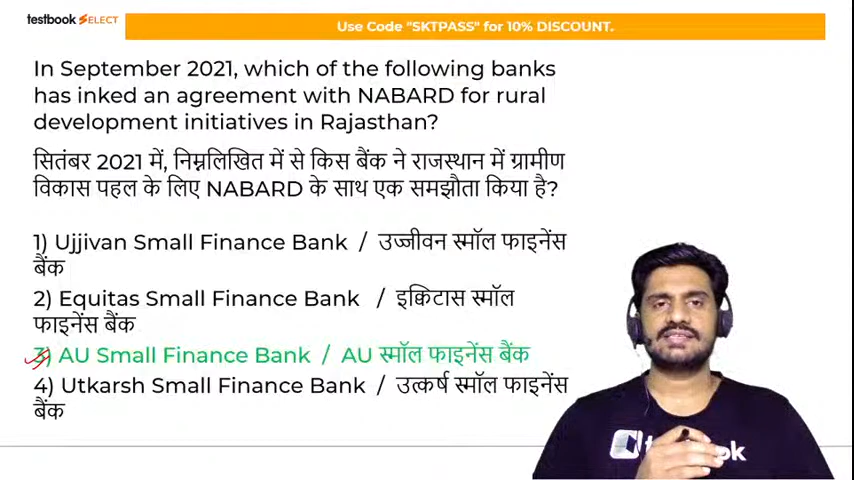 testbook SELECT
Use Code "SKTPASS" for 10% DISCOUNT.
In September 2021, which of the following banks
has inked an agreement with NABARD for rural
development initiatives in Rajasthan?
सितंबर 2021 में, निम्नलिखित में से किस बैंक ने राजस्थान में ग्रामीण
विकास पहल के लिए NABARD के साथ एक समझौता किया है?
1) Ujjivan Small Finance Bank / उज्जीवन स्मॉल फाइनेंस
बैंक
2) Equitas Small Finance Bank / इक्विटास स्मॉल
फाइनेंस बैंक
3) AU Small Finance Bank / AU स्मॉल फाइनेंस बैंक
4) Utkarsh Small Finance Bank / उत्कर्ष स्मॉल फाइनेंस
बैंक